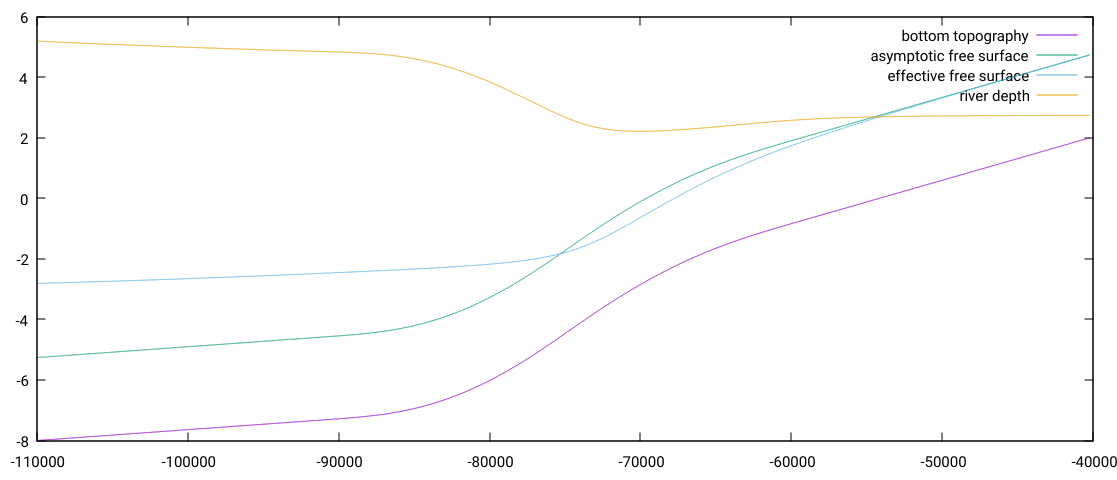 6
4
2
0
-2
-4
-6
-8
bottom topography
asymptotic free surface
effective free surface
river depth
-110000 -100000 -90000 -80000 -70000 -60000 -50000 -40000